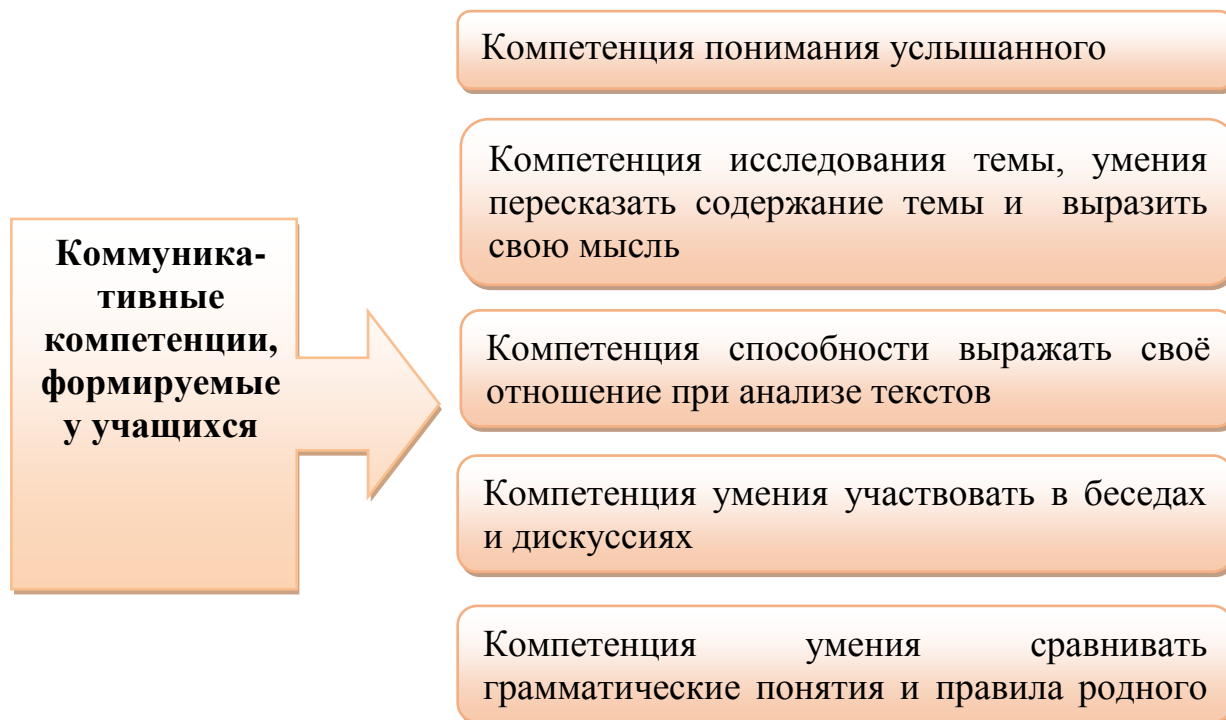 Коммуника-
тивные
компетенции,
формируемые
у учащихся
Компетенция понимания услышанного
Компетенция исследования темы, умения
пересказать содержание темы и выразить
свою мысль
Компетенция способности выражать своё
отношение при анализе текстов
Компетенция умения участвовать в беседах
и дискуссиях
Компетенция умения сравнивать
грамматические понятия и правила родного